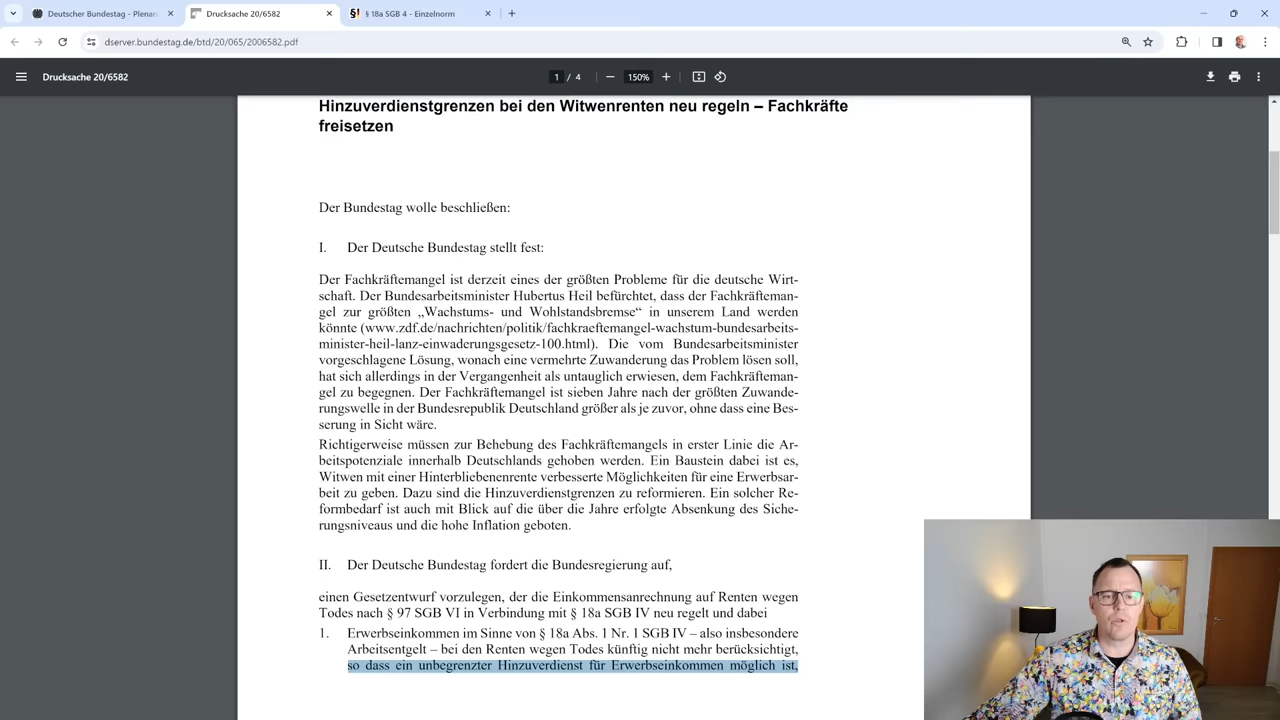 Deutscher Bundestag - Plenar
Drucksache 20/6582
§ 18a SGB 4 - Einzelnorm
dserver.bundestag.de/btd/20/065/2006582.pdf
Drucksache 20/6582
1 / 4
150%
Hinzuverdienstgrenzen bei den Witwenrenten neu regeln – Fachkräfte
freisetzen
Der Bundestag wolle beschließen:
I. Der Deutsche Bundestag stellt fest:
Der Fachkräftemangel ist derzeit eines der größten Probleme für die deutsche Wirt-
schaft. Der Bundesarbeitsminister Hubertus Heil befürchtet, dass der Fachkräfteman-
gel zur größten „Wachstums- und Wohlstandsbremse“ in unserem Land werden
könnte (www.zdf.de/nachrichten/politik/fachkraeftemangel-wachstum-bundesarbeits-
minister-heil-lanz-einwaderungsgesetz-100.html). Die vom Bundesarbeitsminister
vorgeschlagene Lösung, wonach eine vermehrte Zuwanderung das Problem lösen soll,
hat sich allerdings in der Vergangenheit als untauglich erwiesen, dem Fachkräfteman-
gel zu begegnen. Der Fachkräftemangel ist sieben Jahre nach der größten Zuwande-
rungswelle in der Bundesrepublik Deutschland größer als je zuvor, ohne dass eine Bes-
serung in Sicht wäre.
Richtigerweise müssen zur Behebung des Fachkräftemangels in erster Linie die Ar-
beitspotenziale innerhalb Deutschlands gehoben werden. Ein Baustein dabei ist es,
Witwen mit einer Hinterbliebenenrente verbesserte Möglichkeiten für eine Erwerbsar-
beit zu geben. Dazu sind die Hinzuverdienstgrenzen zu reformieren. Ein solcher Re-
formbedarf ist auch mit Blick auf die über die Jahre erfolgte Absenkung des Siche-
rungsniveaus und die hohe Inflation geboten.
II. Der Deutsche Bundestag fordert die Bundesregierung auf,
einen Gesetzentwurf vorzulegen, der die Einkommensanrechnung auf Renten wegen
Todes nach § 97 SGB VI in Verbindung mit § 18a SGB IV neu regelt und dabei
1. Erwerbseinkommen im Sinne von § 18a Abs. 1 Nr. 1 SGB IV – also insbesondere
Arbeitsentgelt – bei den Renten wegen Todes künftig nicht mehr berücksichtigt,
so dass ein unbegrenzter Hinzuverdienst für Erwerbseinkommen möglich ist,